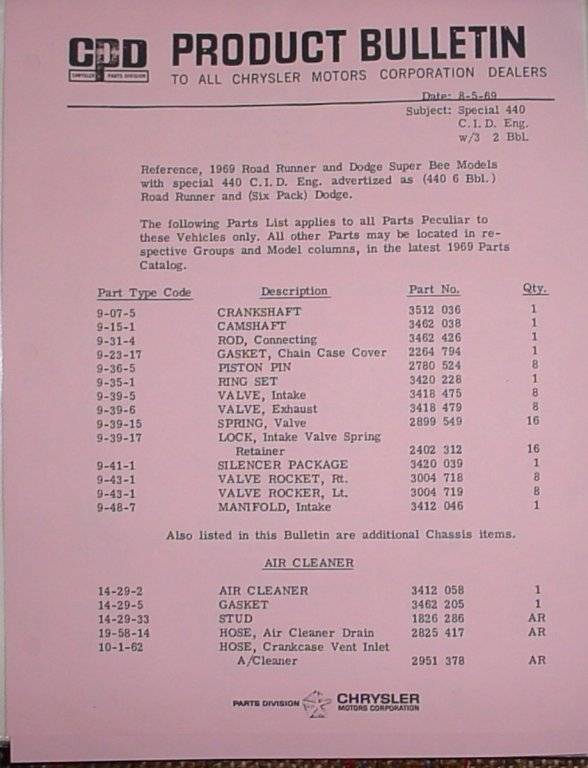 CPD PRODUCT BULLETIN
CHRYSLER PARTS DIVISION
TO ALL CHRYSLER MOTORS CORPORATION DEALERS
Date: 8-5-69
Subject: Special 440
C.I.D. Eng.
w/3 2 Bbl.
Reference, 1969 Road Runner and Dodge Super Bee Models
with special 440 C.I.D. Eng. advertized as (440 6 Bbl.)
Road Runner and (Six Pack) Dodge.
The following Parts List applies to all Parts Peculiar to
these Vehicles only. All other Parts may be located in re-
spective Groups and Model columns, in the latest 1969 Parts
Catalog.
Part Type Code Description Part No. Qty.
9-07-5 CRANKSHAFT 3512 036 1
9-15-1 CAMSHAFT 3462 038 1
9-31-4 ROD, Connecting 3462 426 1
9-23-17 GASKET, Chain Case Cover 2264 794 1
9-36-5 PISTON PIN 2780 524 8
9-35-1 RING SET 3420 228 1
9-39-5 VALVE, Intake 3418 475 8
9-39-6 VALVE, Exhaust 3418 479 8
9-39-15 SPRING, Valve 2899 549 16
9-39-17 LOCK, Intake Valve Spring
Retainer 2402 312 16
9-41-1 SILENCER PACKAGE 3420 039 1
9-43-1 VALVE ROCKET, Rt. 3004 718 8
9-43-1 VALVE ROCKER, Lt. 3004 719 8
9-48-7 MANIFOLD, Intake 3412 046 1
Also listed in this Bulletin are additional Chassis items.
AIR CLEANER
14-29-2 AIR CLEANER 3412 058 1
14-29-5 GASKET 3462 205 1
14-29-33 STUD 1826 286 AR
19-58-14 HOSE, Air Cleaner Drain 2825 417 AR
10-1-62 HOSE, Crankcase Vent Inlet
A/Cleaner 2951 378 AR
PARTS DIVISION CHRYSLER
MOTORS CORPORATION